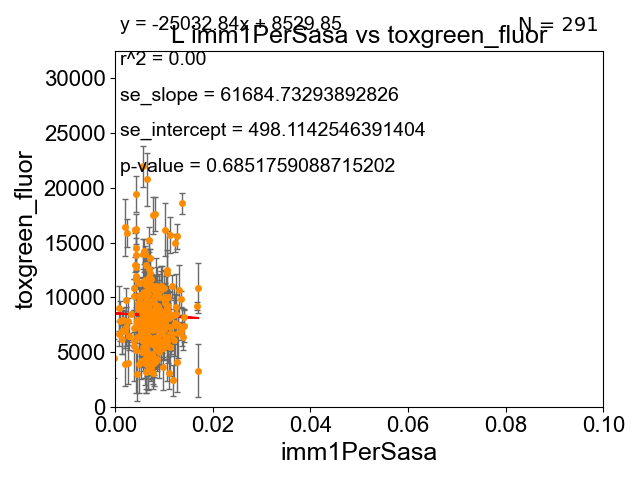 y = -25032.84x + 8529.85
N = 291
L imm1PerSasa vs toxgreen_fluor
r^2 = 0.00
se_slope = 61684.73293892826
se_intercept = 498.1142546391404
p-value = 0.6851759088715202
30000
25000
20000
15000
10000
5000
0
toxgreen_fluor
0.00 0.02 0.04 0.06 0.08 0.10
imm1PerSasa